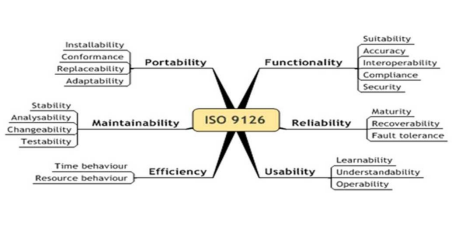 Installability
Conformance
Replaceability
Adaptability
Portability
Stability
Analysability
Changeability
Testability
Maintainability
Time behaviour
Resource behaviour
Efficiency
ISO 9126
Functionality
Suitability
Accuracy
Interoperability
Compliance
Security
Reliability
Maturity
Recoverability
Fault tolerance
Usability
Learnability
Understandability
Operability